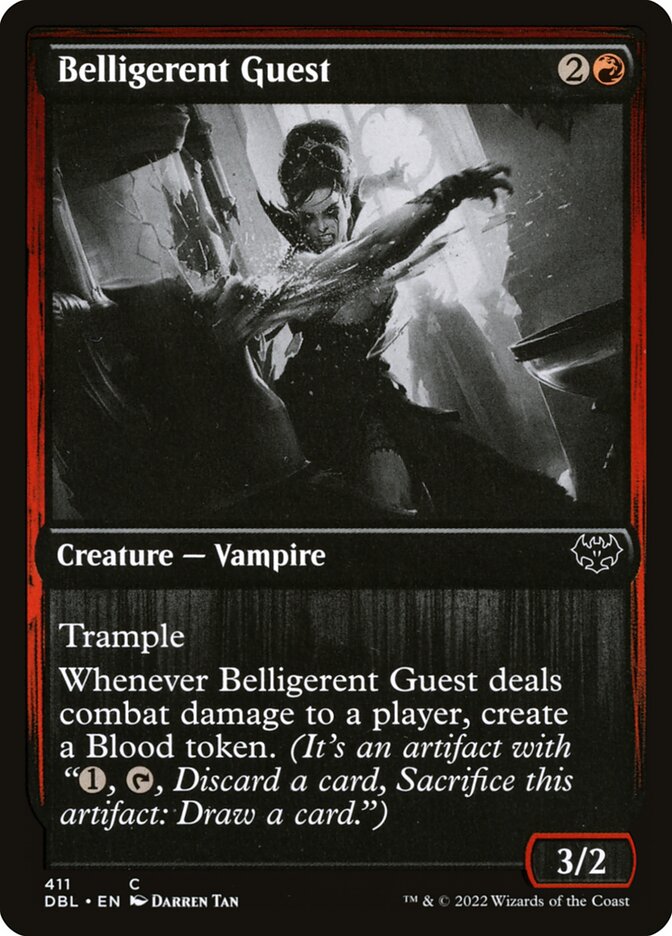 Belligerent Guest 2
Creature — Vampire
Trample
Whenever Belligerent Guest deals
combat damage to a player, create
a Blood token. (It's an artifact with
“1, , Discard a card, Sacrifice this
artifact: Draw a card.”)
3/2
411 C
DBL • EN Darren Tan
™ & © 2022 Wizards of the Coast